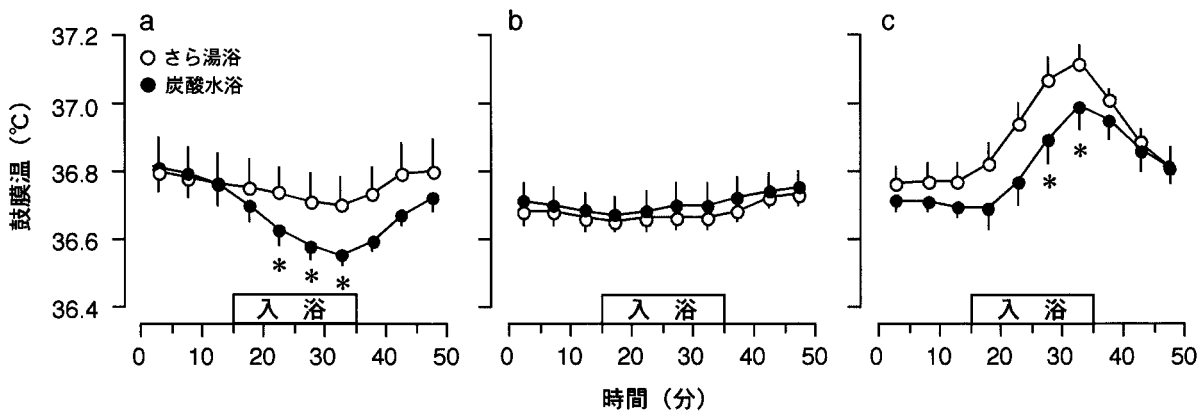 a
b
c
37.2
37.0
36.8
36.6
36.4
鼓膜温 (℃)
○ さら湯浴
● 炭酸水浴
* * *
* *
入 浴
入 浴
入 浴
0 10 20 30 40 50
0 10 20 30 40 50
0 10 20 30 40 50
時間 (分)